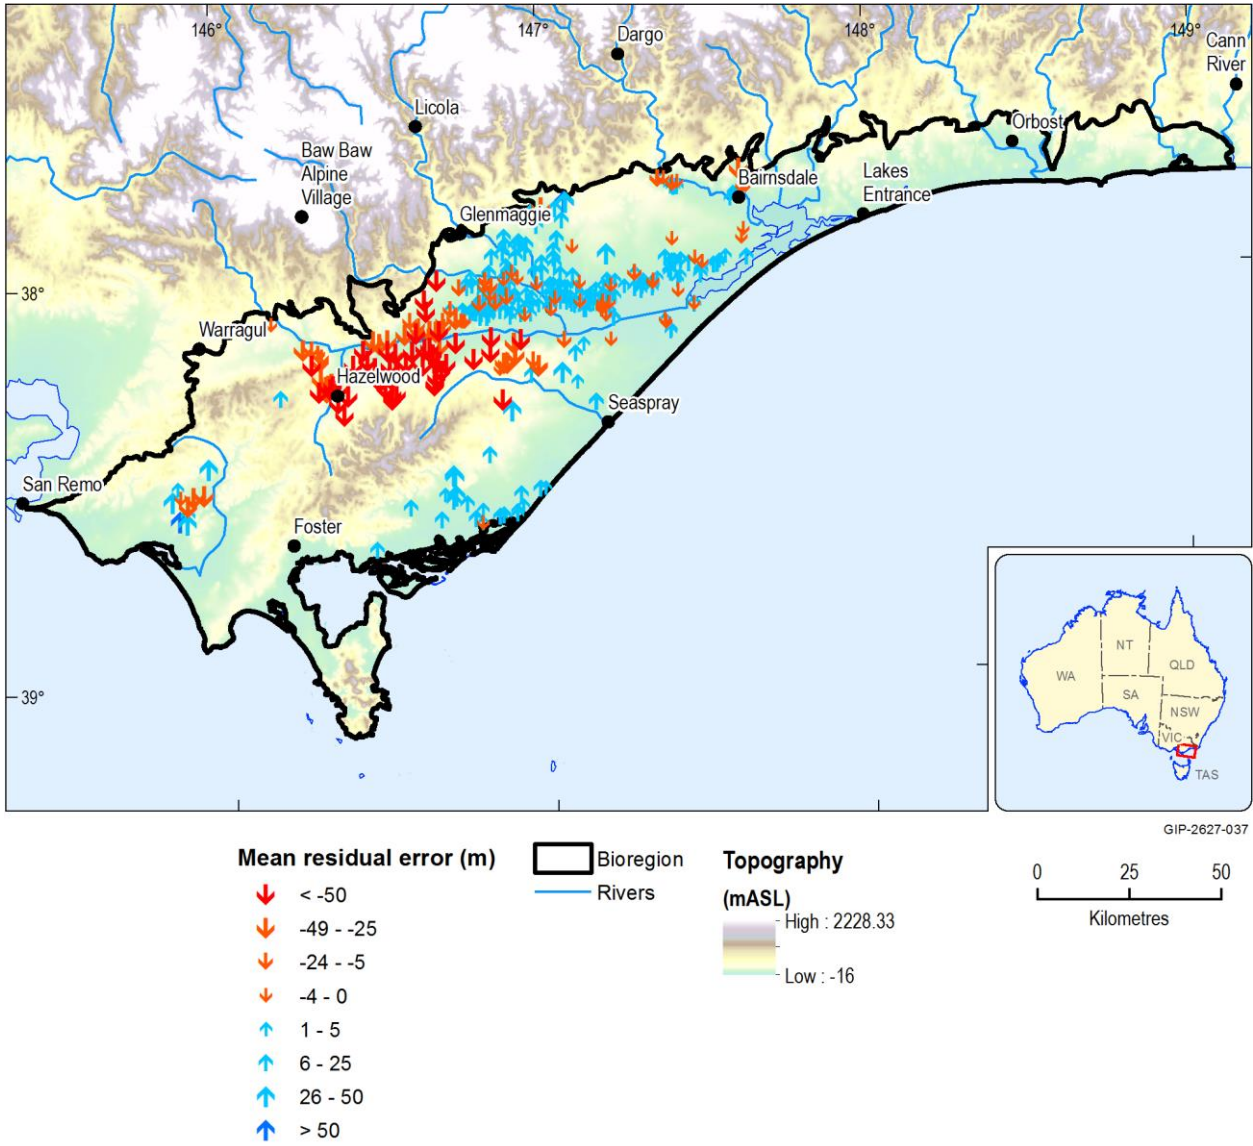 146°
147°
148°
149°
Dargo
Cann
River
Licola
Orbost
Baw Baw
Alpine
Village
Bairnsdale
Lakes
Entrance
Glenmaggie
38°
Warragul
Hazelwood
Seaspray
San Remo
Foster
39°
NT
WA
QLD
SA
NSW
VIC
TAS
GIP-2627-037
Mean residual error (m)
< -50
-49 - -25
-24 - -5
-4 - 0
1 - 5
6 - 25
26 - 50
> 50
Bioregion
Rivers
Topography
(mASL)
High : 2228.33
Low : -16
0 25 50
Kilometres